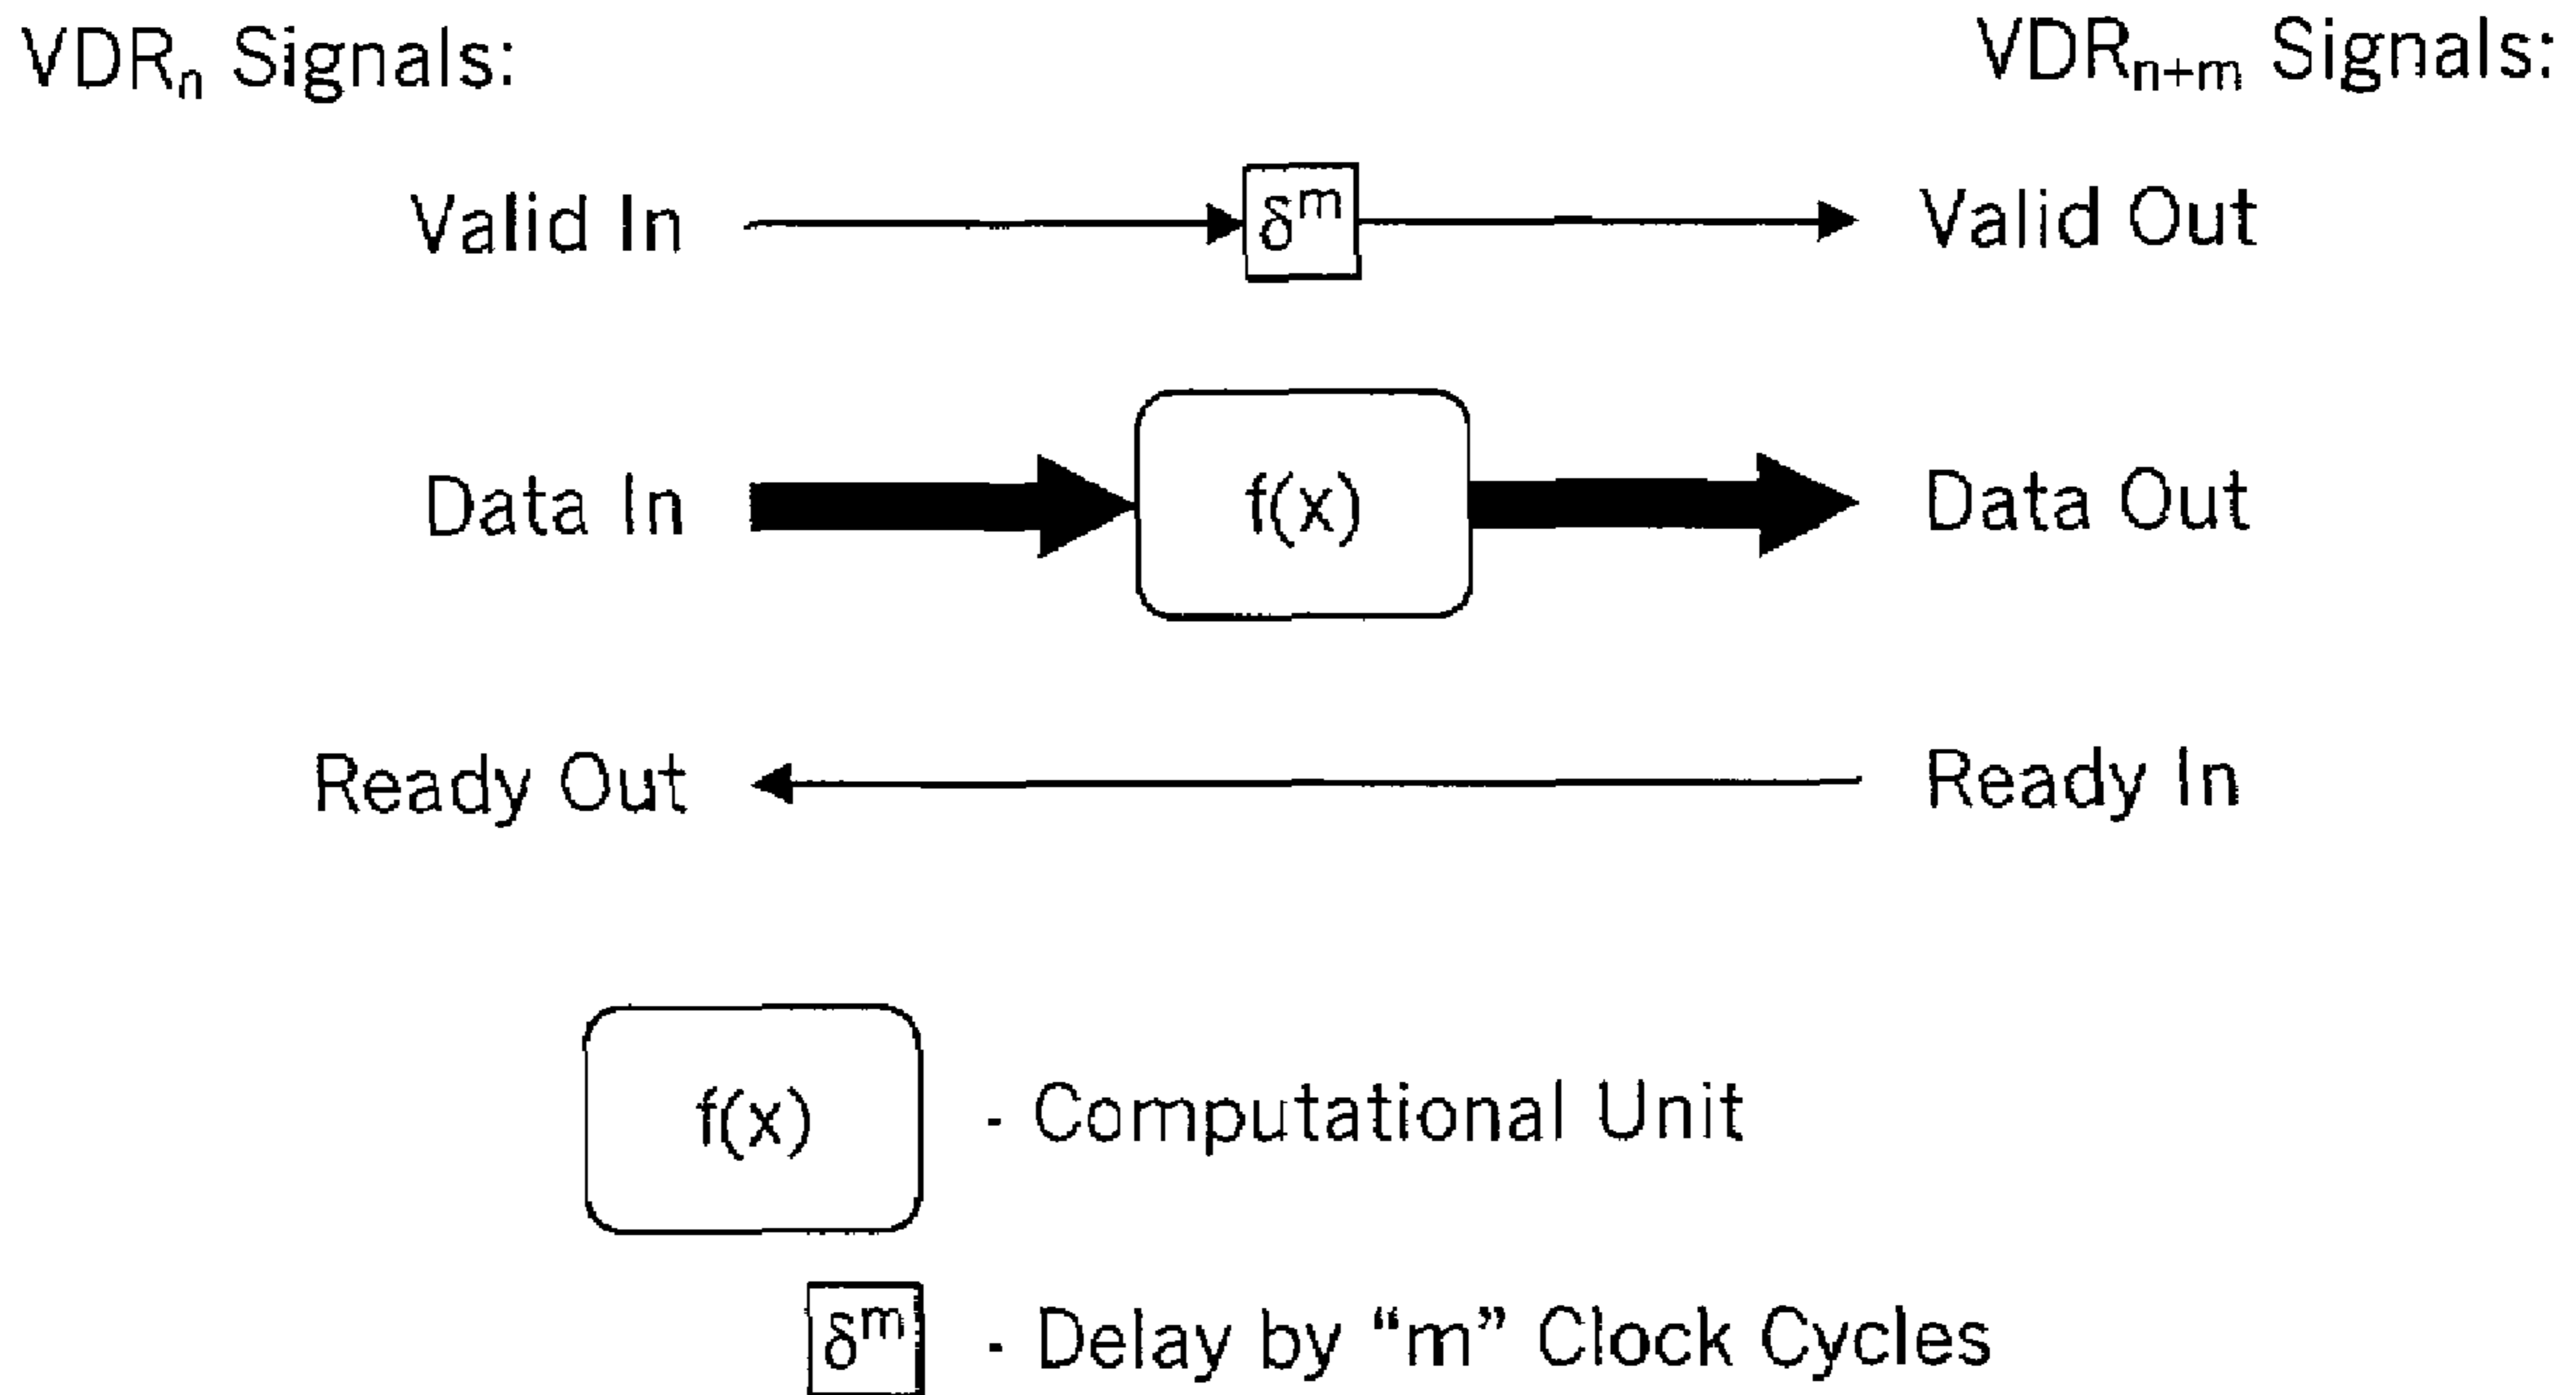 VDRₙ Signals:
VDRₙ₊ₘ Signals:
Valid In
δᵐ
Valid Out
Data In
f(x)
Data Out
Ready Out
Ready In
f(x) - Computational Unit
δᵐ - Delay by “m” Clock Cycles